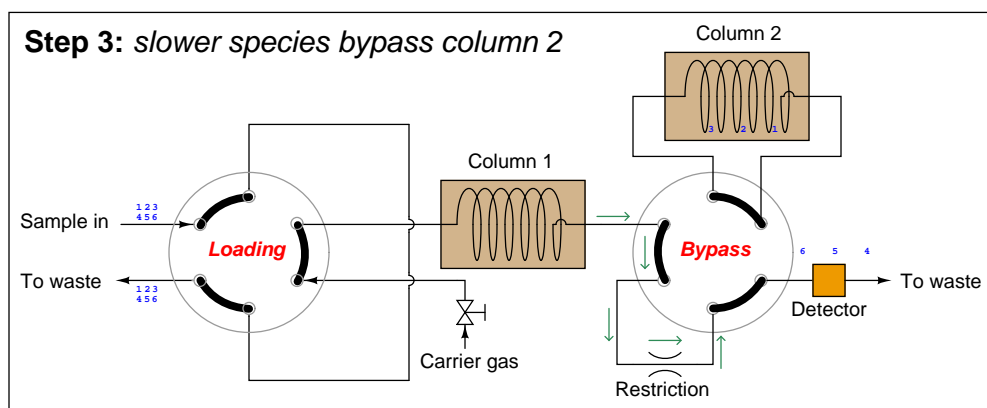 Step 3: slower species bypass column 2
Column 2
3 2 1
Column 1
Sample in
1 2 3
4 5 6
Loading
Bypass
6 5 4
To waste
1 2 3
4 5 6
To waste
Detector
Carrier gas
Restriction